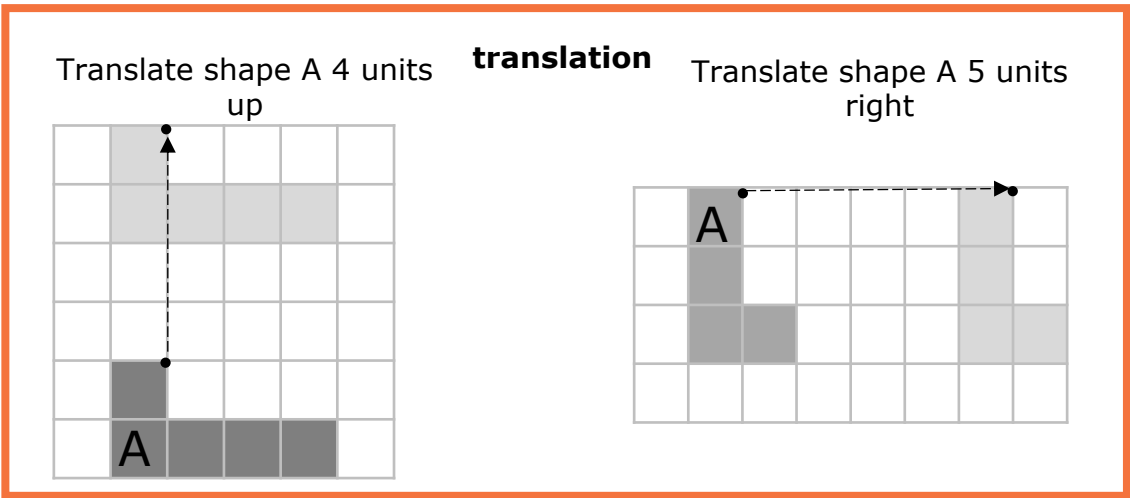 translation
Translate shape A 4 units
up
A
Translate shape A 5 units
right
A